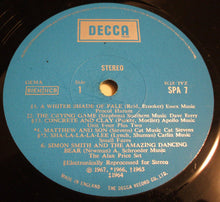 DECCA
STEREO
GEMA
BIEM/NCB
Side
1
SPA 7
1. A WHITER SHADE OF PALE (Reid, Brooker) Essex Music
Procol Harum
2. THE CRYING GAME (Stephens) Southern Music Dave Berry
3. CONCRETE AND CLAY (Parker, Moeller) Apollo Music
Unit Four Plus Two
4. MATTHEW AND SON (Stevens) Cat Music Cat Stevens
5. SHA-LA-LA-LA-LEE (Lynch, Shuman)
Small Faces
6. SIMON SMITH AND THE AMAZING DANCING
BEAR (Newman) A. Schroeder Music
The Alan Price Set
(Electronically Reprocessed for Stereo)
℗ 1967, 1966, 1965
1964
MADE IN ENGLAND THE DECCA RECORD CO. LTD.